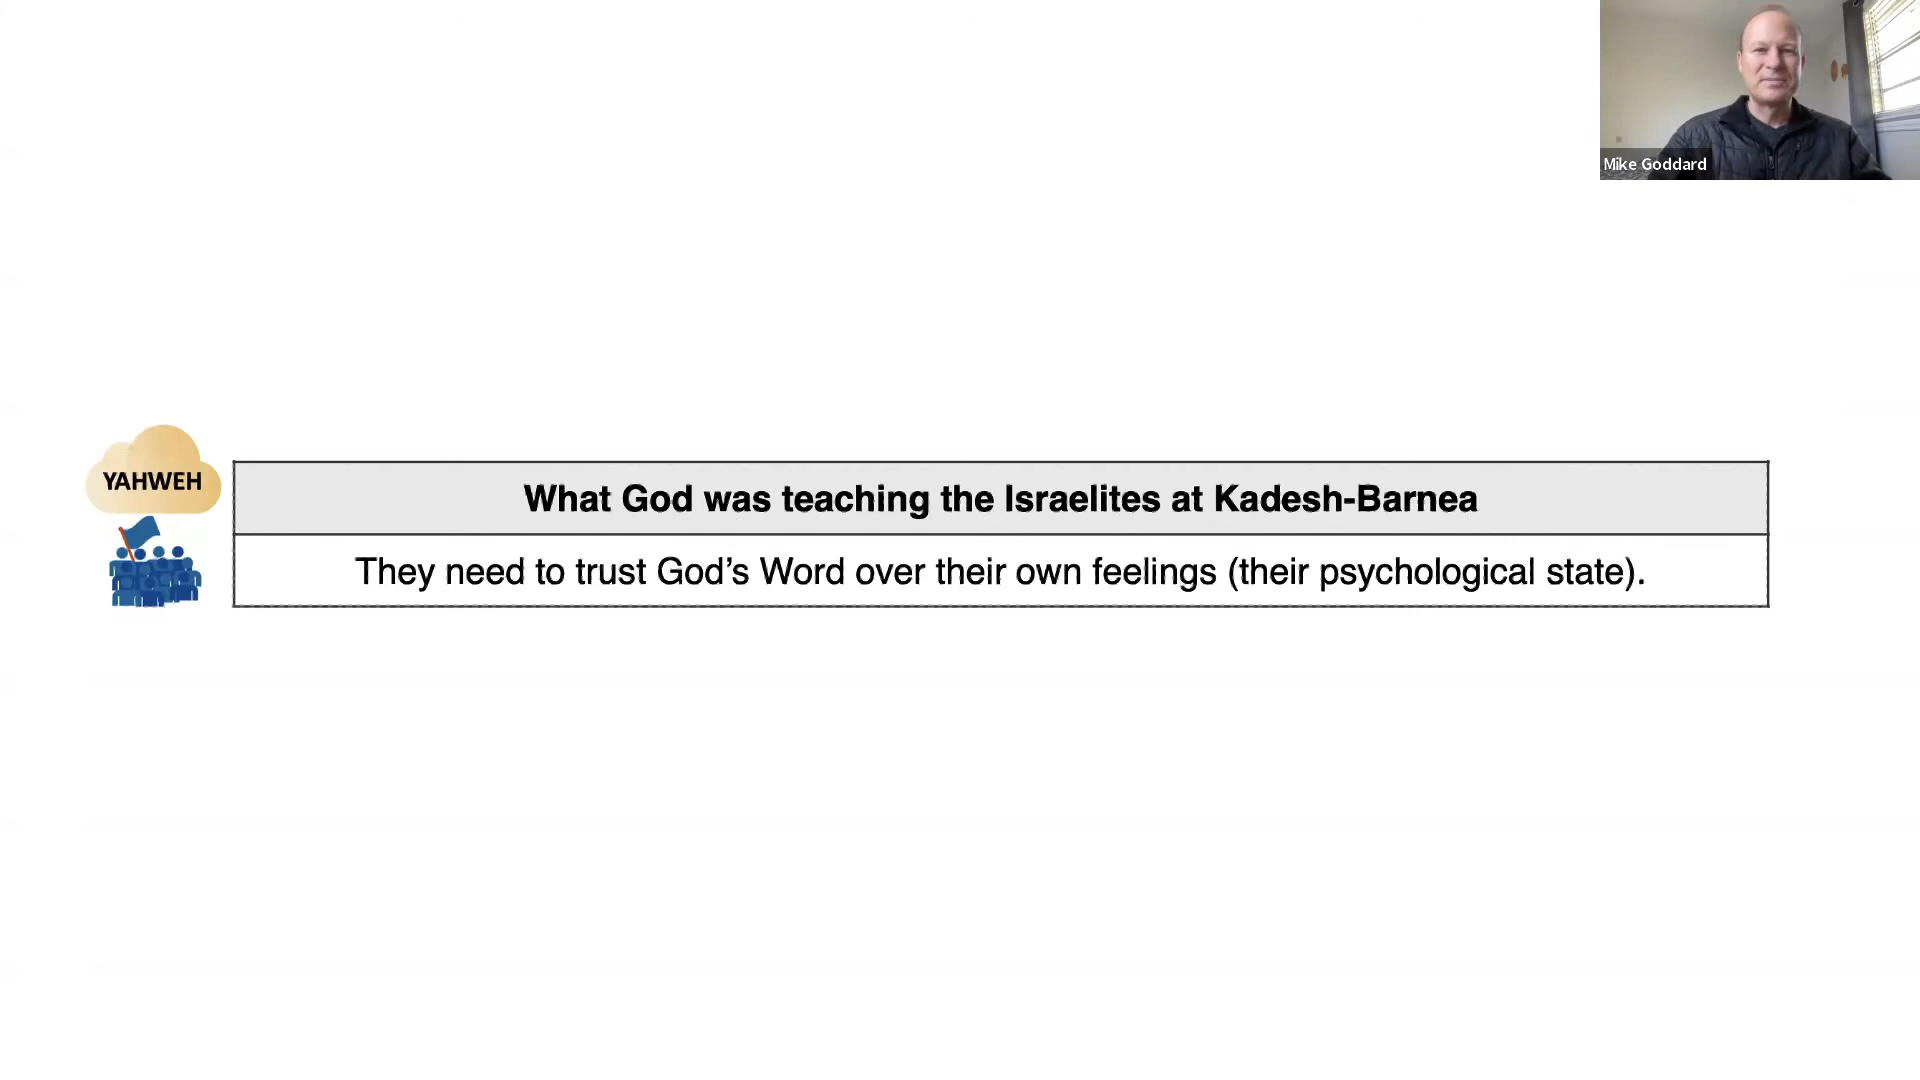 Mike Goddard
YAHWEH
What God was teaching the Israelites at Kadesh-Barnea
They need to trust God’s Word over their own feelings (their psychological state).